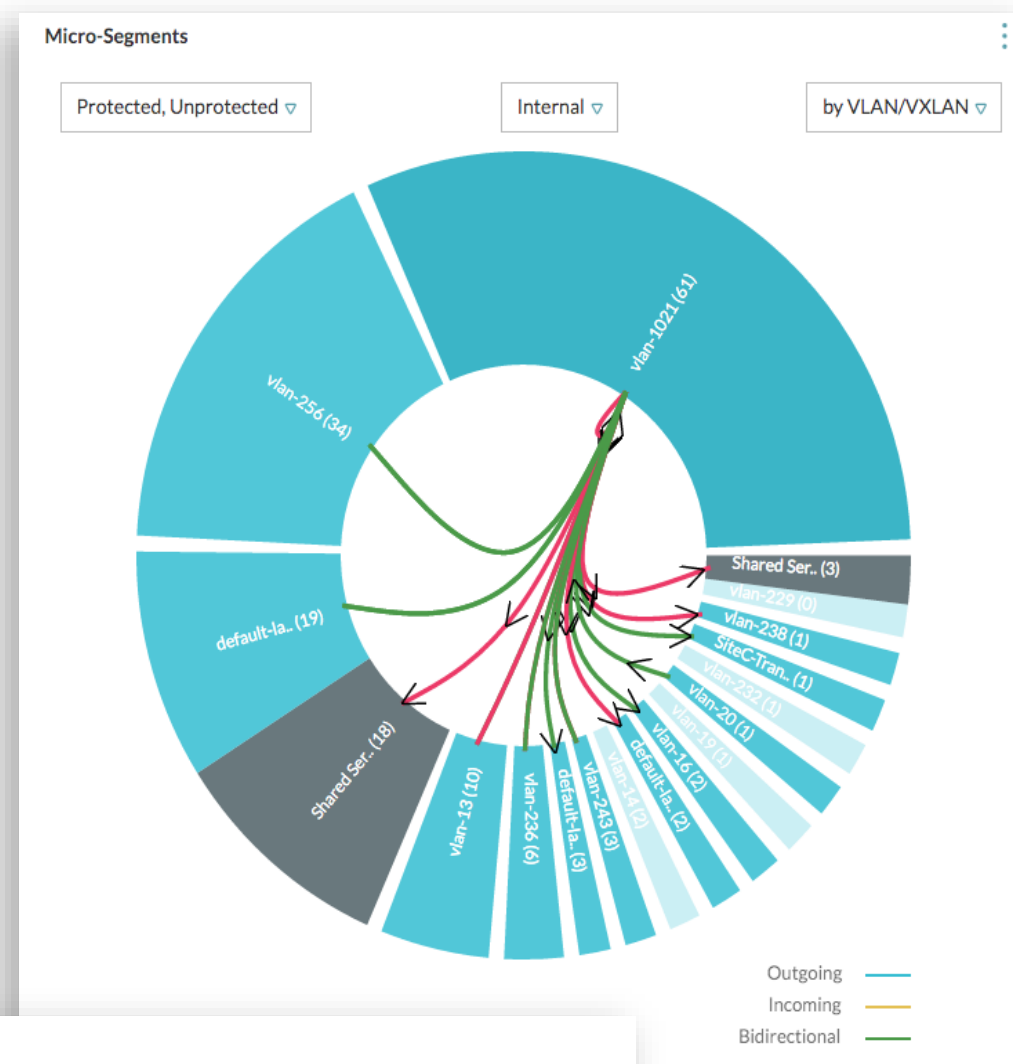 Micro-Segments
Protected, Unprotected
Internal
by VLAN/VXLAN
vlan-1021 (61)
vlan-256 (34)
default-la.. (19)
Shared Ser.. (18)
vlan-13 (10)
vlan-236 (6)
default-la.. (3)
vlan-243 (3)
vlan-14 (2)
default-la.. (2)
vlan-16 (2)
vlan-19 (1)
vlan-20 (1)
vlan-232 (1)
SiteC-Tran.. (1)
vlan-238 (1)
vlan-229 (0)
Shared Ser.. (3)
Outgoing
Incoming
Bidirectional